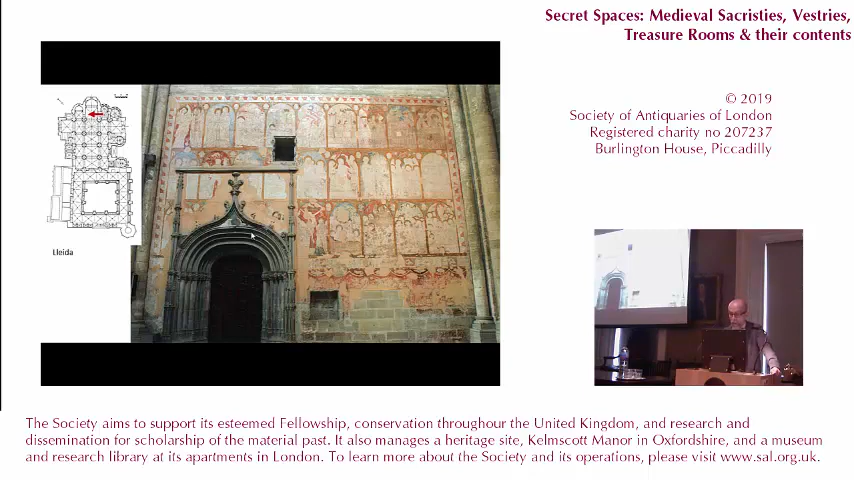 Secret Spaces: Medieval Sacristies, Vestries,
Treasure Rooms & their contents
© 2019
Society of Antiquaries of London
Registered charity no 207237
Burlington House, Piccadilly
Lleida
The Society aims to support its esteemed Fellowship, conservation throughour the United Kingdom, and research and
dissemination for scholarship of the material past. It also manages a heritage site, Kelmscott Manor in Oxfordshire, and a museum
and research library at its apartments in London. To learn more about the Society and its operations, please visit www.sal.org.uk.